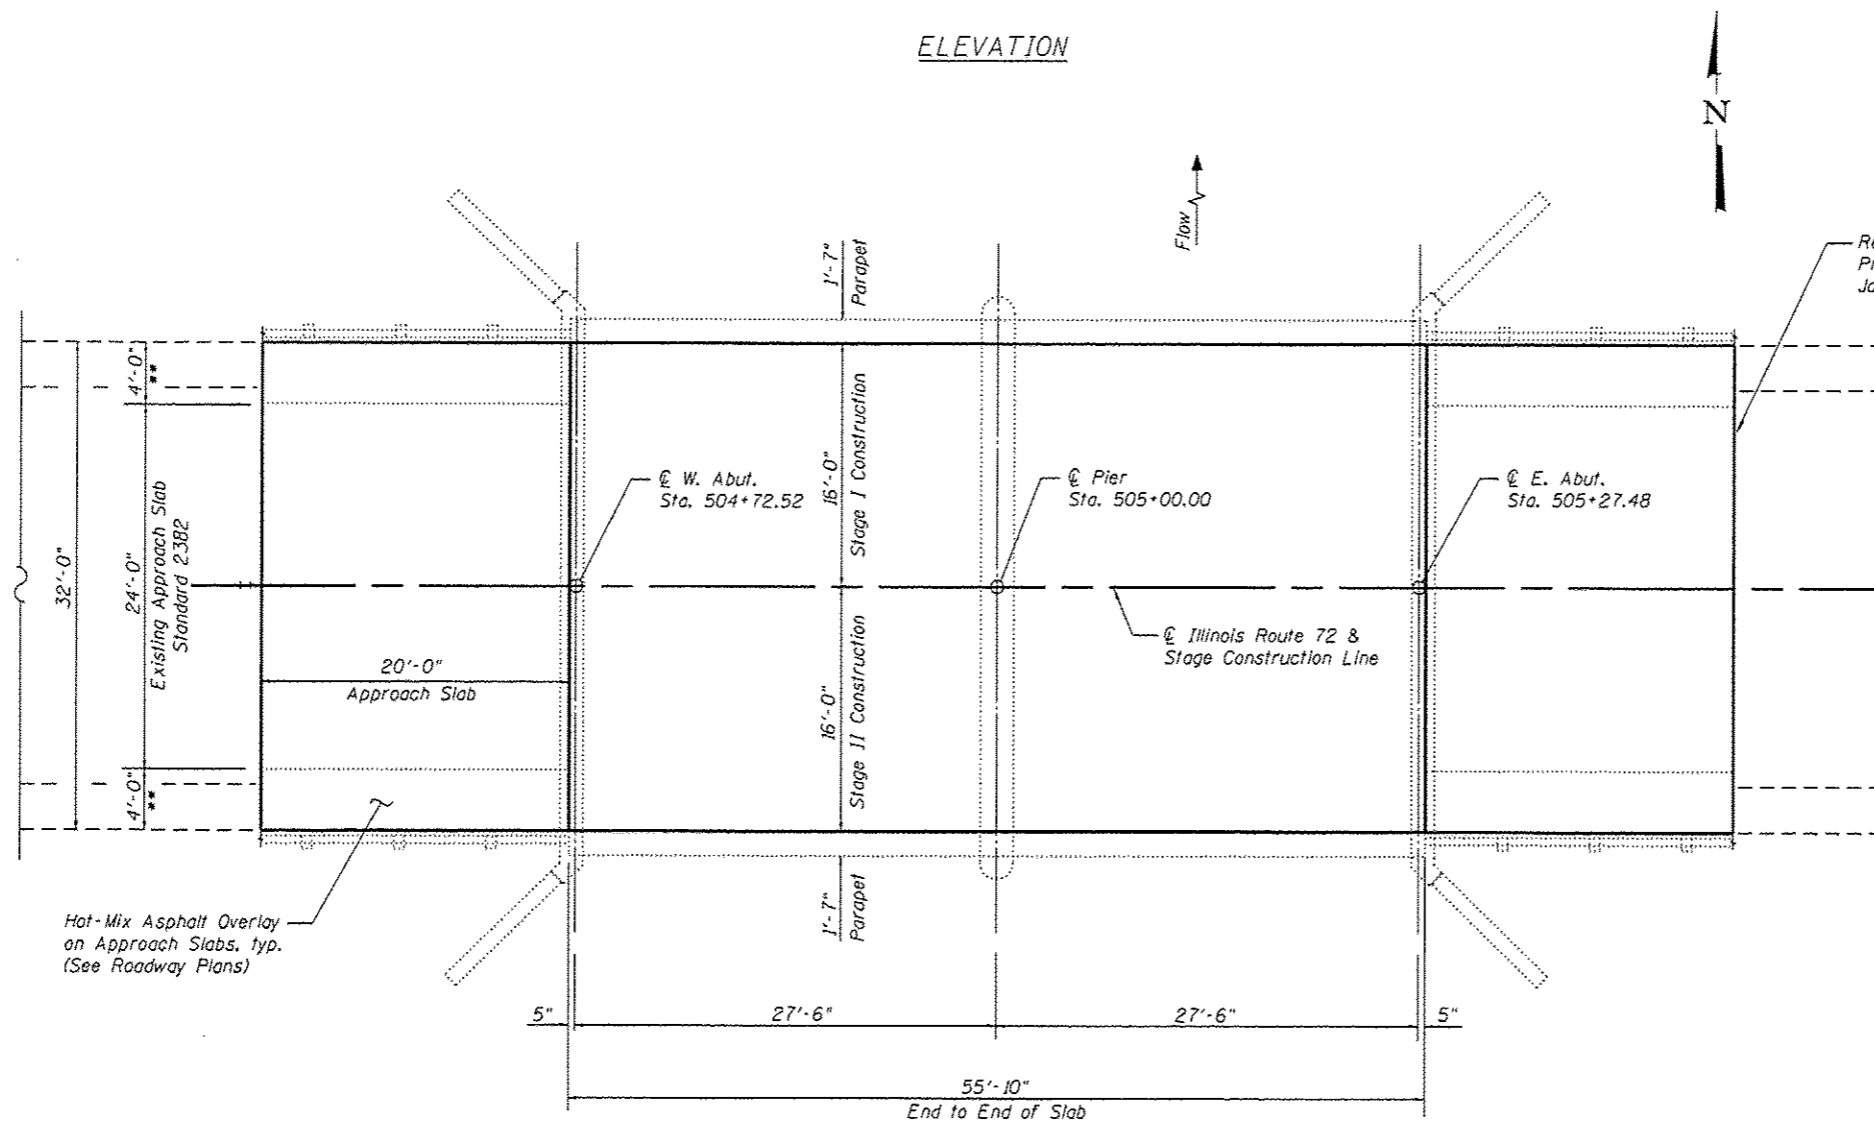 ELEVATION
N
Flow
Re
Pi
Jo
1'-7"
Parapet
4'-0"
**
32'-0"
24'-0"
Existing Approach Slab
Standard 2382
4'-0"
**
16'-0"
Stage I Construction
℄ W. Abut.
Sta. 504+72.52
℄ Pier
Sta. 505+00.00
℄ E. Abut.
Sta. 505+27.48
℄ Illinois Route 72 &
Stage Construction Line
20'-0"
Approach Slab
16'-0"
Stage II Construction
1'-7"
Parapet
Hot-Mix Asphalt Overlay
on Approach Slabs, typ.
(See Roadway Plans)
5"
27'-6"
27'-6"
5"
55'-10"
End to End of Slab